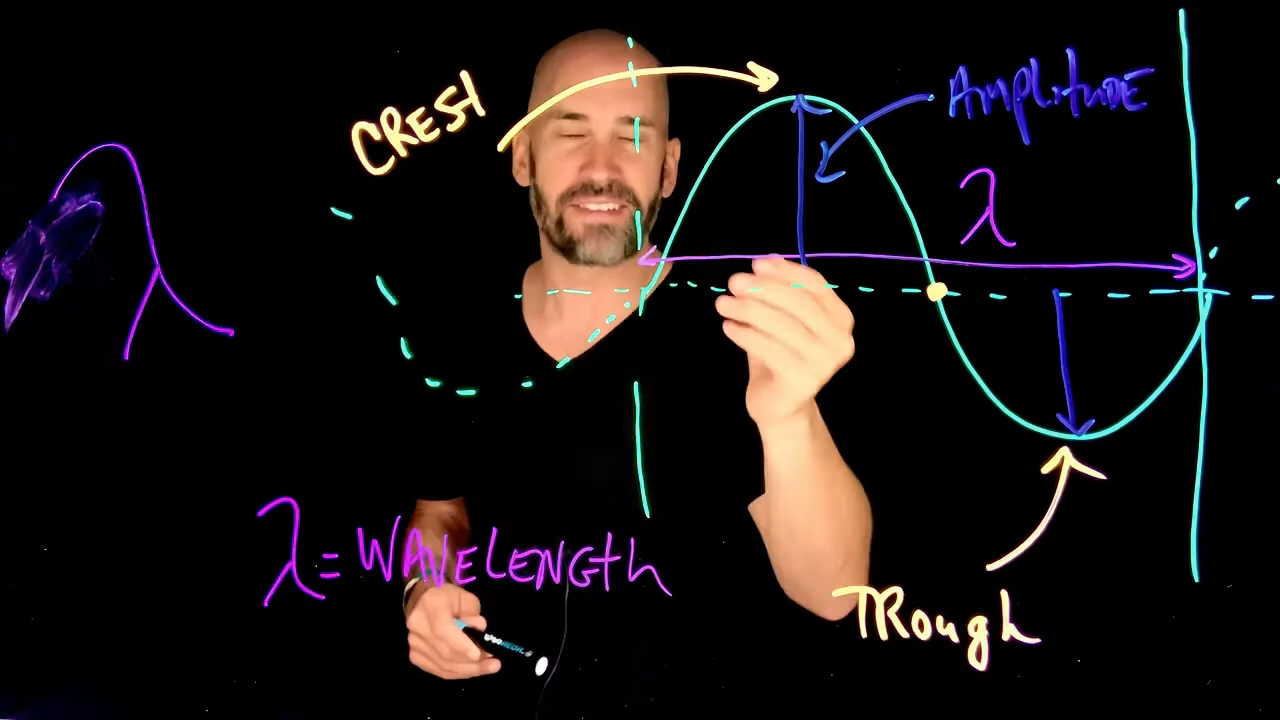 CREST
AmplitUDE
λ
λ
λ = WAVELENGth
TRough